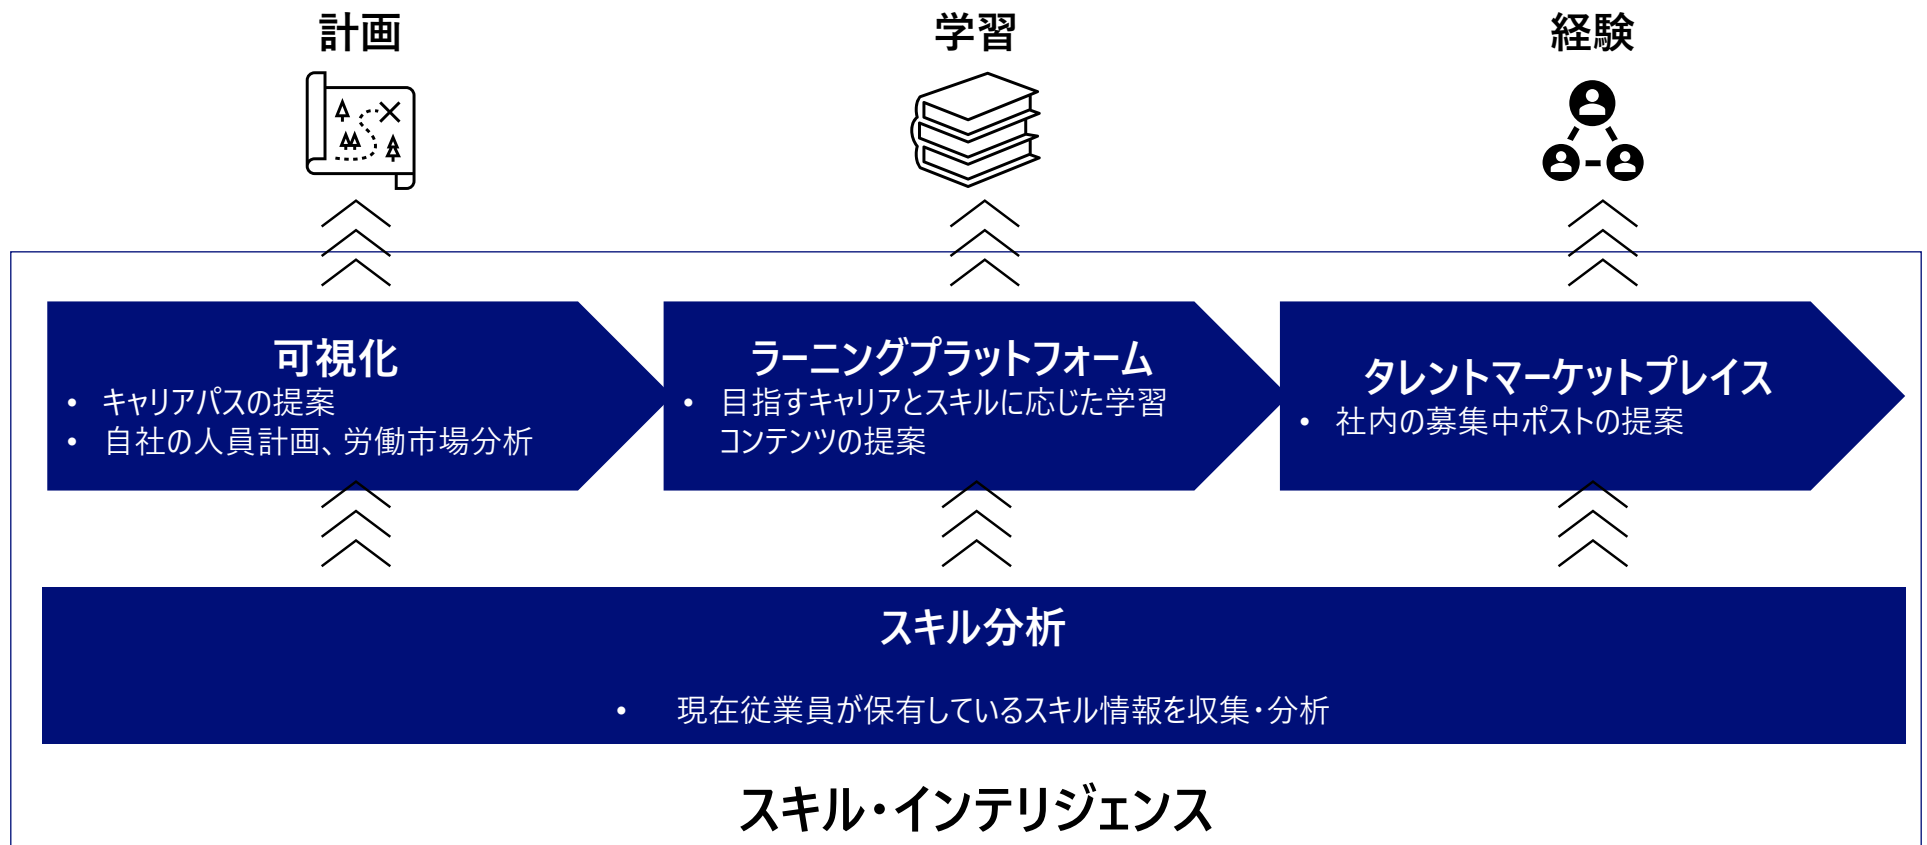 計画
学習
経験
可視化
• キャリアパスの提案
• 自社の人員計画、労働市場分析
ラーニングプラットフォーム
• 目指すキャリアとスキルに応じた学習
コンテンツの提案
タレントマーケットプレイス
• 社内の募集中ポストの提案
スキル分析
• 現在従業員が保有しているスキル情報を収集・分析
スキル・インテリジェンス